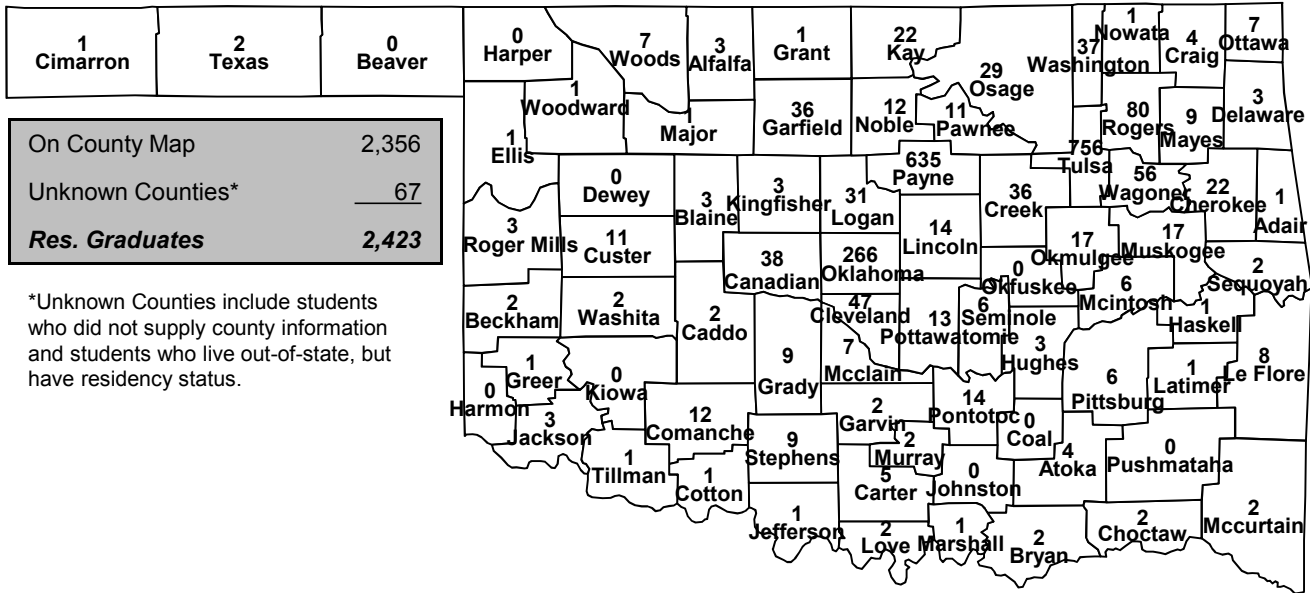 1
Cimarron
2
Texas
0
Beaver
0
Harper
7
Woods
3
Alfalfa
1
Grant
22
Kay
29
Osage
37
Washington
1
Nowata
4
Craig
7
Ottawa
1
Ellis
1
Woodward
1
Major
36
Garfield
12
Noble
11
Pawnee
80
Rogers
9
Mayes
3
Delaware
On County Map 2,356
Unknown Counties* 67
Res. Graduates 2,423
*Unknown Counties include students
who did not supply county information
and students who live out-of-state, but
have residency status.
0
Dewey
3
Blaine
3
Kingfisher
31
Logan
635
Payne
36
Creek
756
Tulsa
56
Wagoner
22
Cherokee
1
Adair
3
Roger Mills
11
Custer
38
Canadian
266
Oklahoma
14
Lincoln
0
Okfuskee
17
Okmulgee
17
Muskogee
2
Sequoyah
2
Beckham
2
Washita
2
Caddo
9
Grady
47
Cleveland
7
Mcclain
13
Pottawatomie
6
Seminole
3
Hughes
6
Mcintosh
1
Haskell
0
Harmon
1
Greer
0
Kiowa
3
Jackson
12
Comanche
2
Garvin
14
Pontotoc
0
Coal
6
Pittsburg
1
Latimer
8
Le Flore
1
Tillman
1
Cotton
9
Stephens
2
Murray
5
Carter
0
Johnston
4
Atoka
0
Pushmataha
1
Jefferson
2
Love
1
Marshall
2
Bryan
2
Choctaw
2
Mccurtain